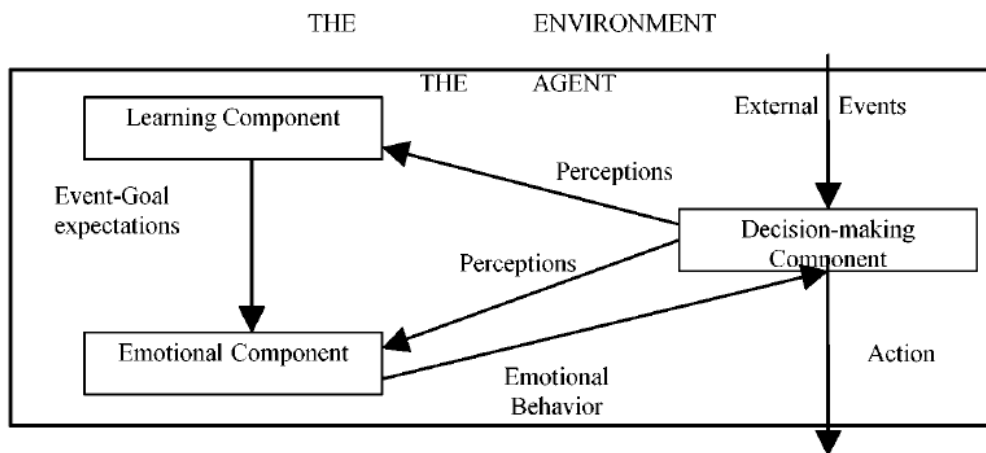 THE ENVIRONMENT
THE AGENT
Learning Component
External Events
Perceptions
Event-Goal
expectations
Decision-making
Component
Perceptions
Emotional Component
Action
Emotional
Behavior